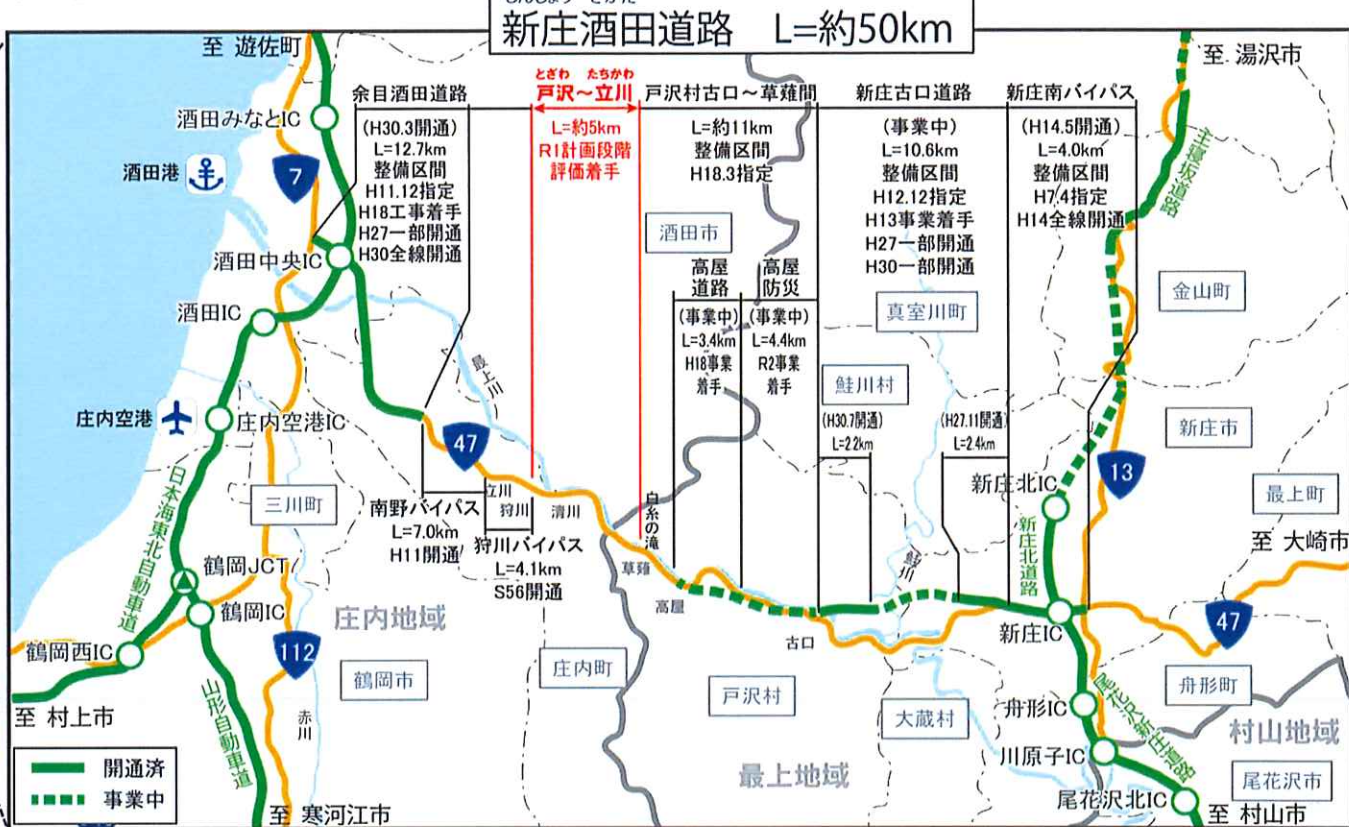 新庄酒田道路 L=約50km
至 遊佐町
至 湯沢市
余目酒田道路
(H30.3開通)
L=12.7km
整備区間
H11.12指定
H18工事着手
H27一部開通
H30全線開通
とざわ たちかわ
戸沢～立川
L=約5km
R1計画段階
評価着手
戸沢村古口～草薙間
L=約11km
整備区間
H18.3指定
新庄古口道路
(事業中)
L=10.6km
整備区間
H12.12指定
H13事業着手
H27一部開通
H30一部開通
新庄南バイパス
(H14.5開通)
L=4.0km
整備区間
H7.4指定
H14全線開通
主寝坂道路
酒田みなとIC
酒田港
7
酒田中央IC
酒田IC
酒田市
高屋
道路
(事業中)
L=3.4km
H18事業
着手
高屋
防災
(事業中)
L=4.4km
R2事業
着手
真室川町
金山町
鮭川村
(H30.7開通)
L=2.2km
(H27.11開通)
L=2.4km
最上川
庄内空港
庄内空港IC
47
新庄市
13
新庄北IC
最上町
至 大崎市
新庄北道路
三川町
南野バイパス
L=7.0km
H11開通
立川
狩川
清川
狩川バイパス
L=4.1km
S56開通
白糸の滝
草薙
高屋
古口
鮭川
日本海東北自動車道
鶴岡JCT
鶴岡IC
鶴岡西IC
庄内地域
112
鶴岡市
庄内町
新庄IC
47
戸沢村
大蔵村
舟形IC
舟形町
尾花沢新庄道路
村山地域
川原子IC
尾花沢市
尾花沢北IC
至 村山市
最上地域
至 村上市
山形自動車道
赤川
至 寒河江市
開通済
事業中